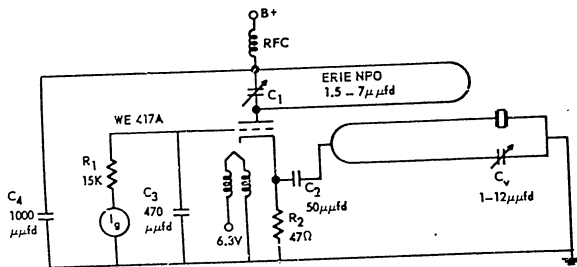 B+
RFC
ERIE NPO
1.5 – 7μμfd
C1
WE 417A
R1
15K
C4
1000
μμfd
Ig
C3
470
μμfd
6.3V
C2
50μμfd
R2
47Ω
Cv
1–12μμfd